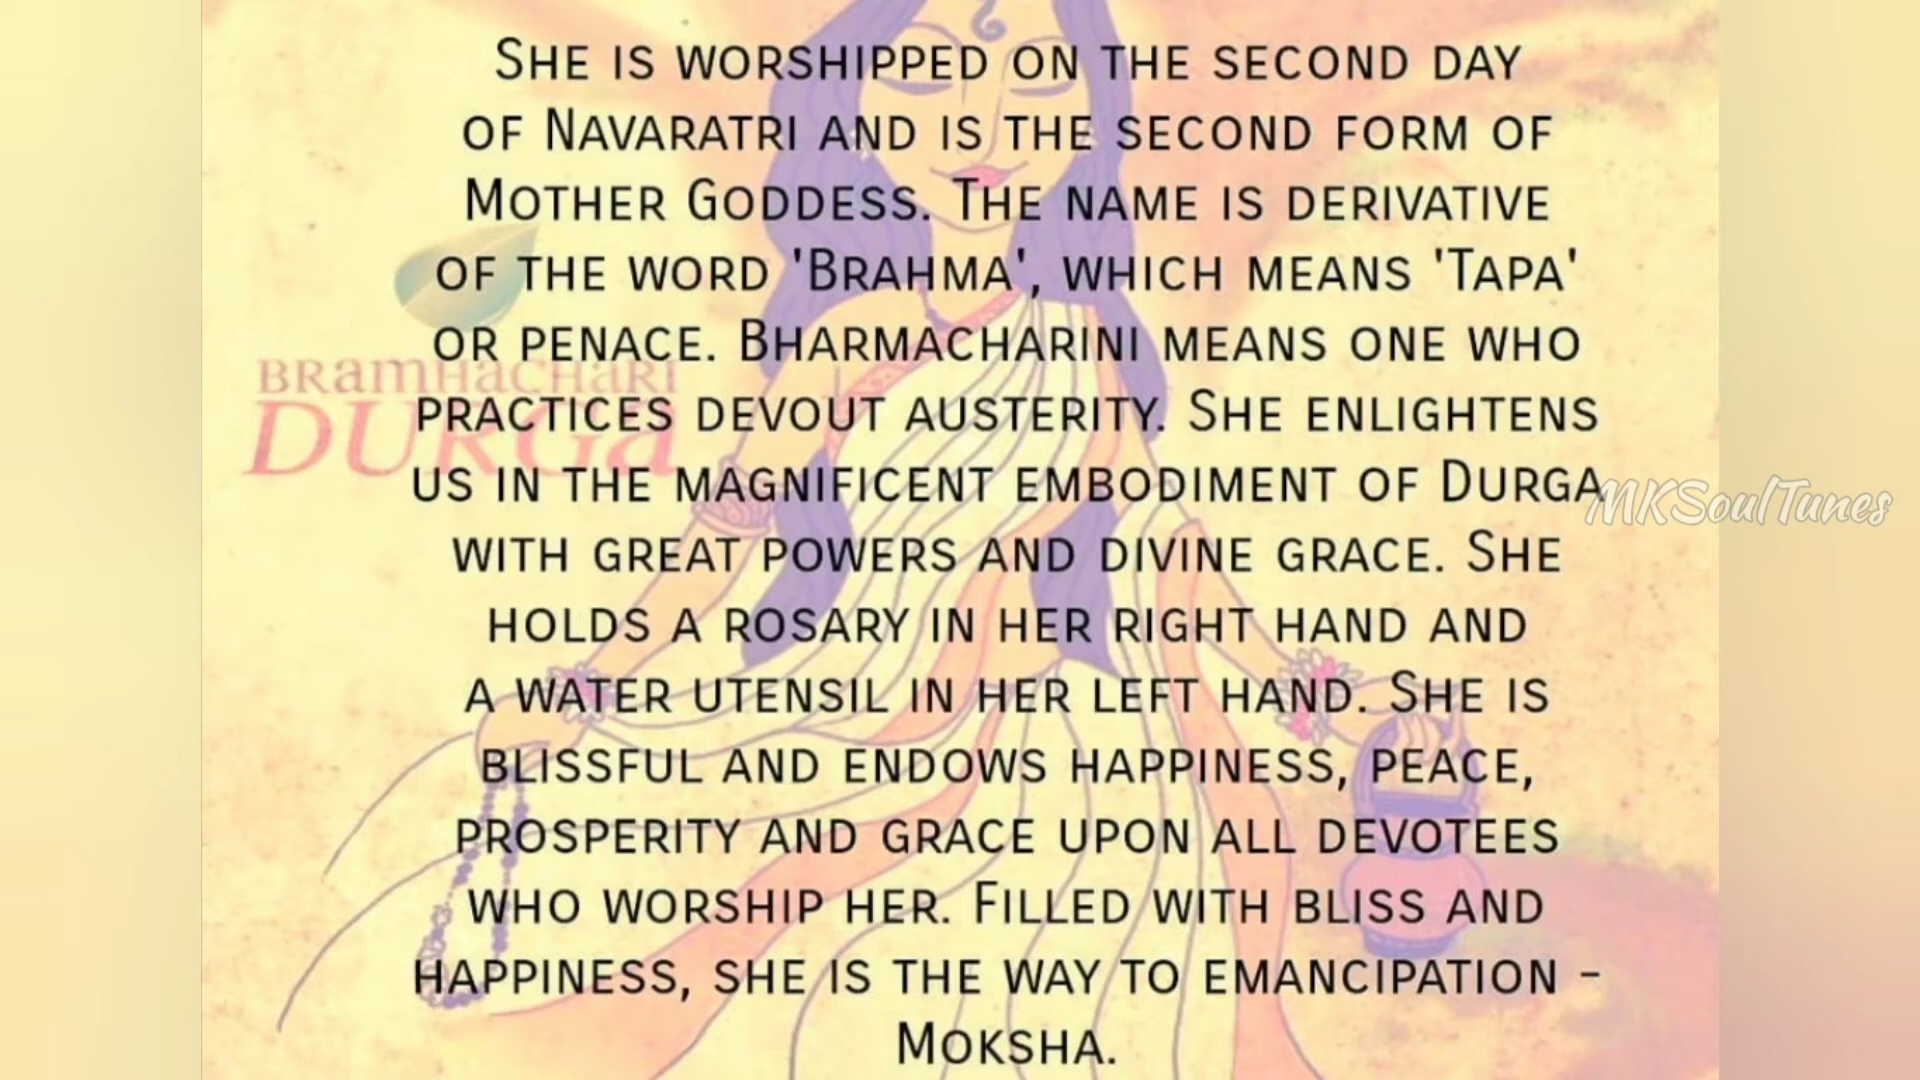 She is worshipped on the second day
of Navaratri and is the second form of
Mother Goddess. The name is derivative
of the word 'Brahma', which means 'Tapa'
or penace. Bharmacharini means one who
Bramhachari
Durga
practices devout austerity. She enlightens
us in the magnificent embodiment of Durga
MKSoulTunes
with great powers and divine grace. She
holds a rosary in her right hand and
a water utensil in her left hand. She is
blissful and endows happiness, peace,
prosperity and grace upon all devotees
who worship her. Filled with bliss and
happiness, she is the way to emancipation -
Moksha.